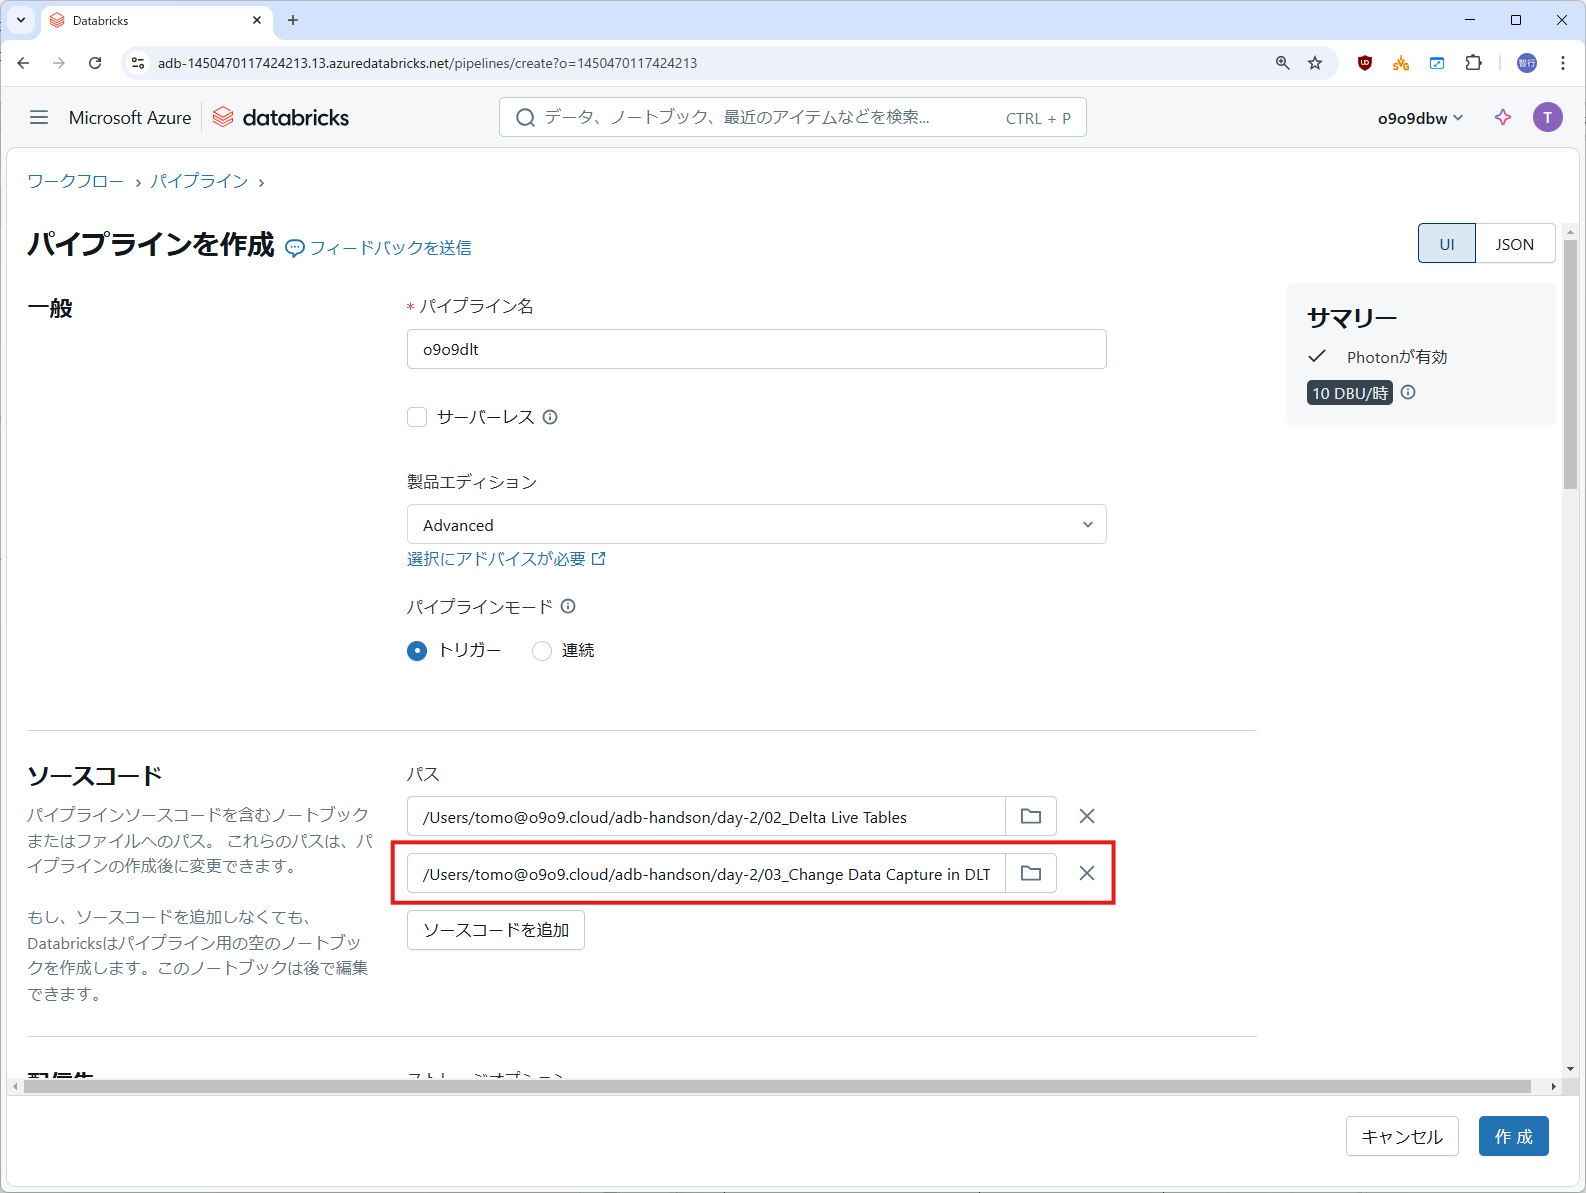 Databricks
adb-1450470117424213.13.azuredatabricks.net/pipelines/create?o=1450470117424213
智行
Microsoft Azure
databricks
データ、ノートブック、最近のアイテムなどを検索...
CTRL + P
o9o9dbw
T
ワークフロー › パイプライン ›
パイプラインを作成
フィードバックを送信
UI
JSON
一般
* パイプライン名
o9o9dlt
サーバーレス
製品エディション
Advanced
選択にアドバイスが必要
パイプラインモード
トリガー
連続
サマリー
Photonが有効
10 DBU/時
ソースコード
パイプラインソースコードを含むノートブック
またはファイルへのパス。 これらのパスは、パ
イプラインの作成後に変更できます。
もし、ソースコードを追加しなくても、
Databricksはパイプライン用の空のノートブッ
クを作成します。このノートブックは後で編集
できます。
パス
/Users/tomo@o9o9.cloud/adb-handson/day-2/02_Delta Live Tables
/Users/tomo@o9o9.cloud/adb-handson/day-2/03_Change Data Capture in DLT
ソースコードを追加
配信先
ストレージオプション
キャンセル
作 成